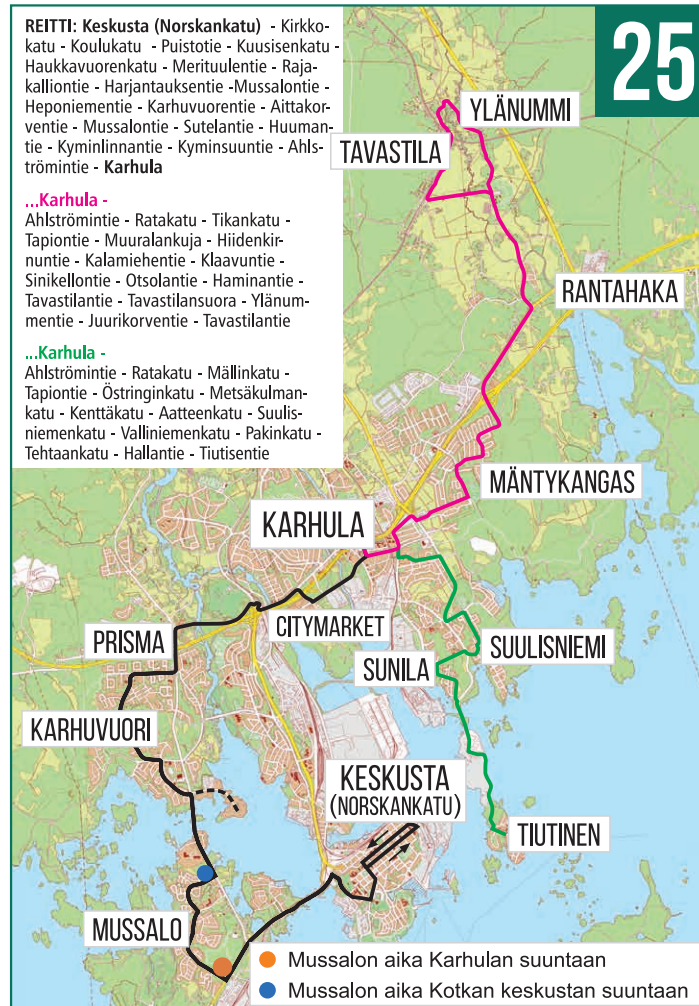 REITTI: Keskusta (Norskankatu) - Kirkko-
katu - Koulukatu - Puistotie - Kuusisenkatu -
Haukkavuorenkatu - Merituulentie - Raja-
kalliontie - Harjantauksentie -Mussalontie -
Heponiementie - Karhuvuorentie - Aittakor-
ventie - Mussalontie - Sutelantie - Huuman-
tie - Kyminlinnantie - Kyminsuuntie - Ahls-
trömintie - Karhula
...Karhula -
Ahlströmintie - Ratakatu - Tikankatu -
Tapiontie - Muuralankuja - Hiidenkir-
nuntie - Kalamiehentie - Klaavuntie -
Sinikellontie - Otsolantie - Haminantie -
Tavastilantie - Tavastilansuora - Ylänum-
mentie - Juurikorventie - Tavastilantie
...Karhula -
Ahlströmintie - Ratakatu - Mällinkatu -
Tapiontie - Östringinkatu - Metsäkulman-
katu - Kenttäkatu - Aatteenkatu - Suulis-
niemenkatu - Valliniemenkatu - Pakinkatu -
Tehtaankatu - Hallantie - Tiutisentie
25
YLÄNUMMI
TAVASTILA
RANTAHAKA
MÄNTYKANGAS
KARHULA
CITYMARKET
PRISMA
SUULISNIEMI
SUNILA
KARHUVUORI
KESKUSTA
(NORSKANKATU)
TIUTINEN
MUSSALO
Mussalon aika Karhulan suuntaan
Mussalon aika Kotkan keskustan suuntaan